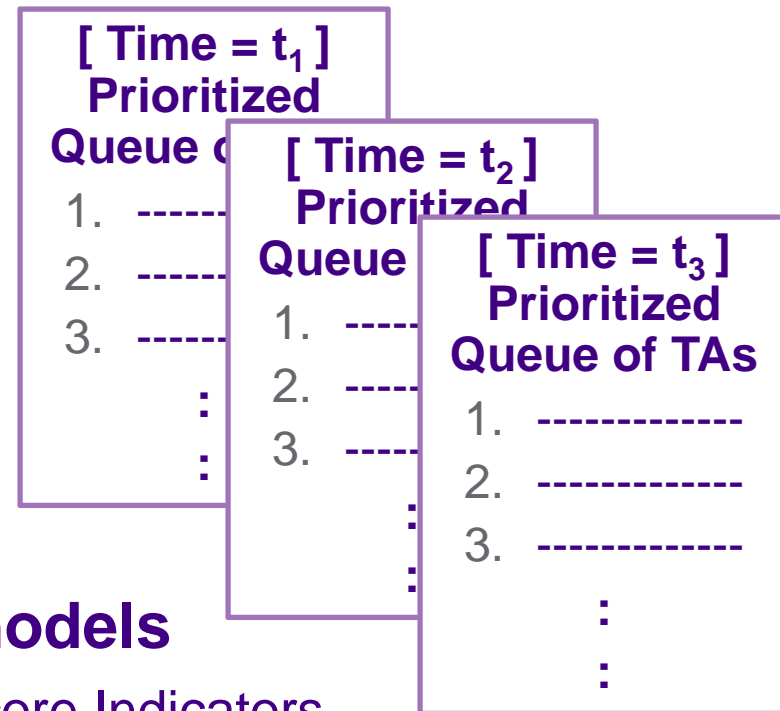 [ Time = t₁ ]
Prioritized
Queue
1. ------
2. ------
3. ------
:
:
[ Time = t₂ ]
Prioritized
Queue
1. -----
2. -----
3. -----
:
:
[ Time = t₃ ]
Prioritized
Queue of TAs
1. -------------
2. -------------
3. -------------
:
:
Indicators